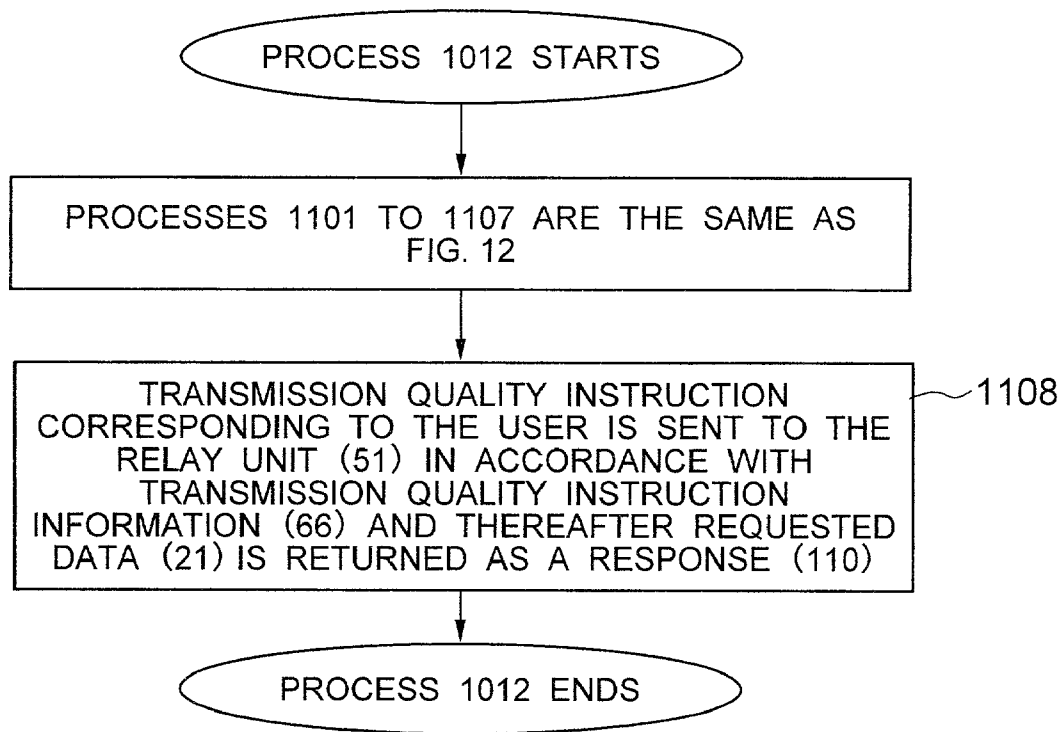 PROCESS 1012 STARTS
PROCESSES 1101 TO 1107 ARE THE SAME AS
FIG. 12
TRANSMISSION QUALITY INSTRUCTION
CORRESPONDING TO THE USER IS SENT TO THE
RELAY UNIT (51) IN ACCORDANCE WITH
TRANSMISSION QUALITY INSTRUCTION
INFORMATION (66) AND THEREAFTER REQUESTED
DATA (21) IS RETURNED AS A RESPONSE (110)
1108
PROCESS 1012 ENDS